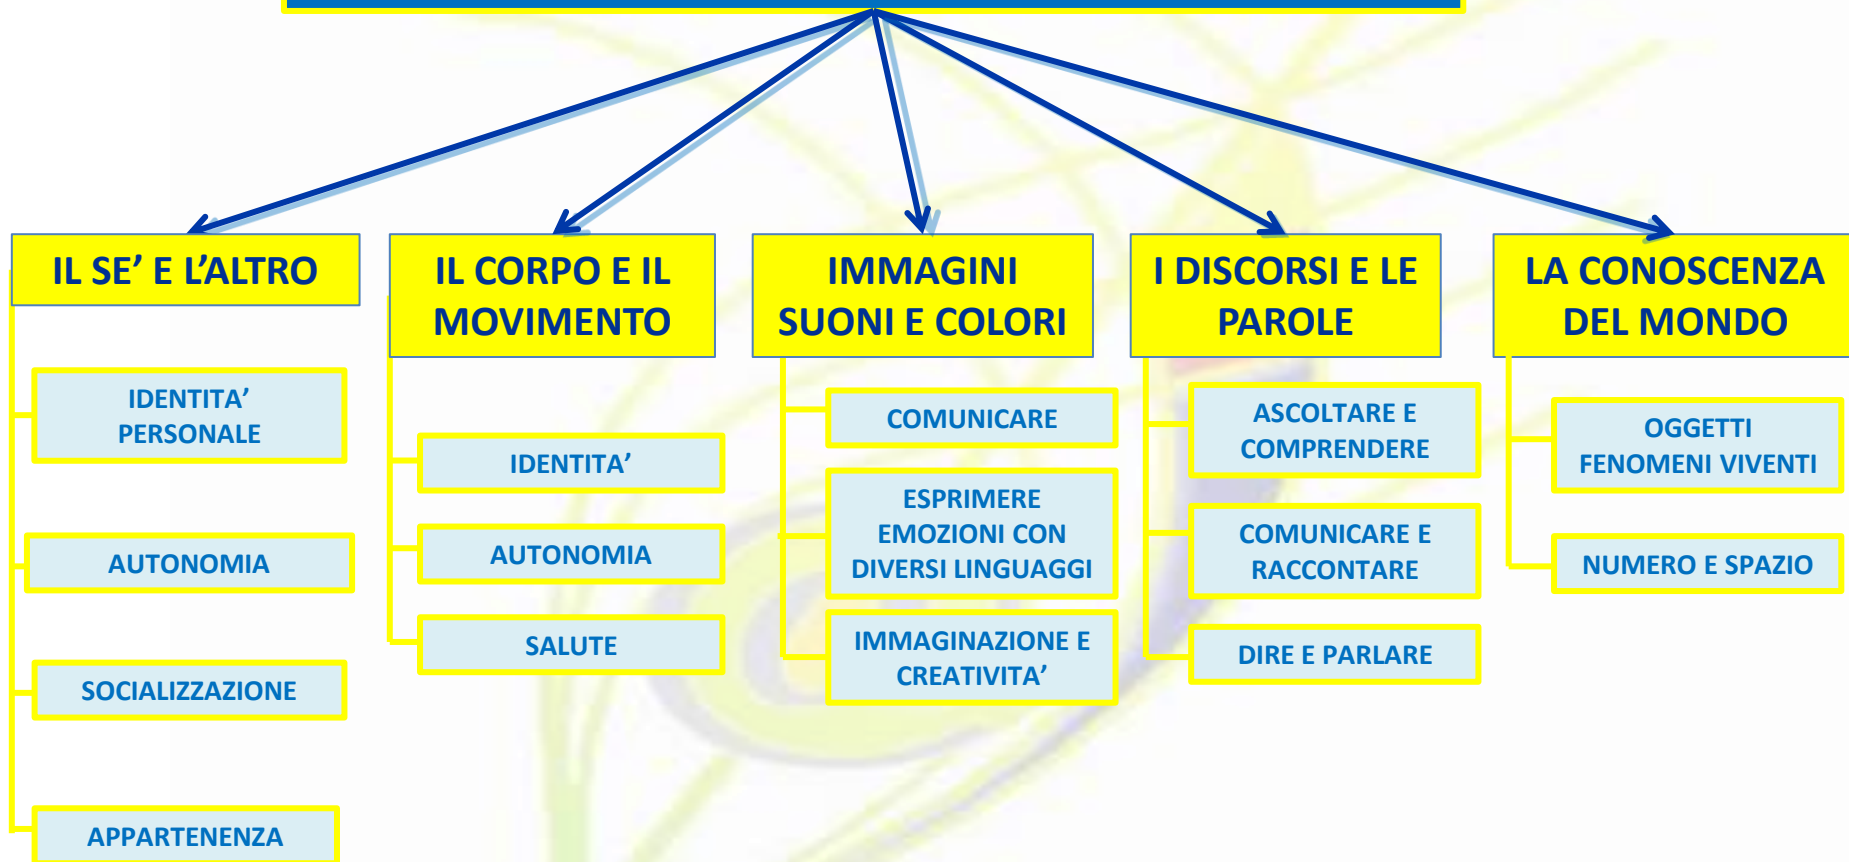 IL SE’ E L’ALTRO
IDENTITA’
PERSONALE
AUTONOMIA
SOCIALIZZAZIONE
APPARTENENZA
IL CORPO E IL
MOVIMENTO
IDENTITA’
AUTONOMIA
SALUTE
IMMAGINI
SUONI E COLORI
COMUNICARE
ESPRIMERE
EMOZIONI CON
DIVERSI LINGUAGGI
IMMAGINAZIONE E
CREATIVITA’
I DISCORSI E LE
PAROLE
ASCOLTARE E
COMPRENDERE
COMUNICARE E
RACCONTARE
DIRE E PARLARE
LA CONOSCENZA
DEL MONDO
OGGETTI
FENOMENI VIVENTI
NUMERO E SPAZIO